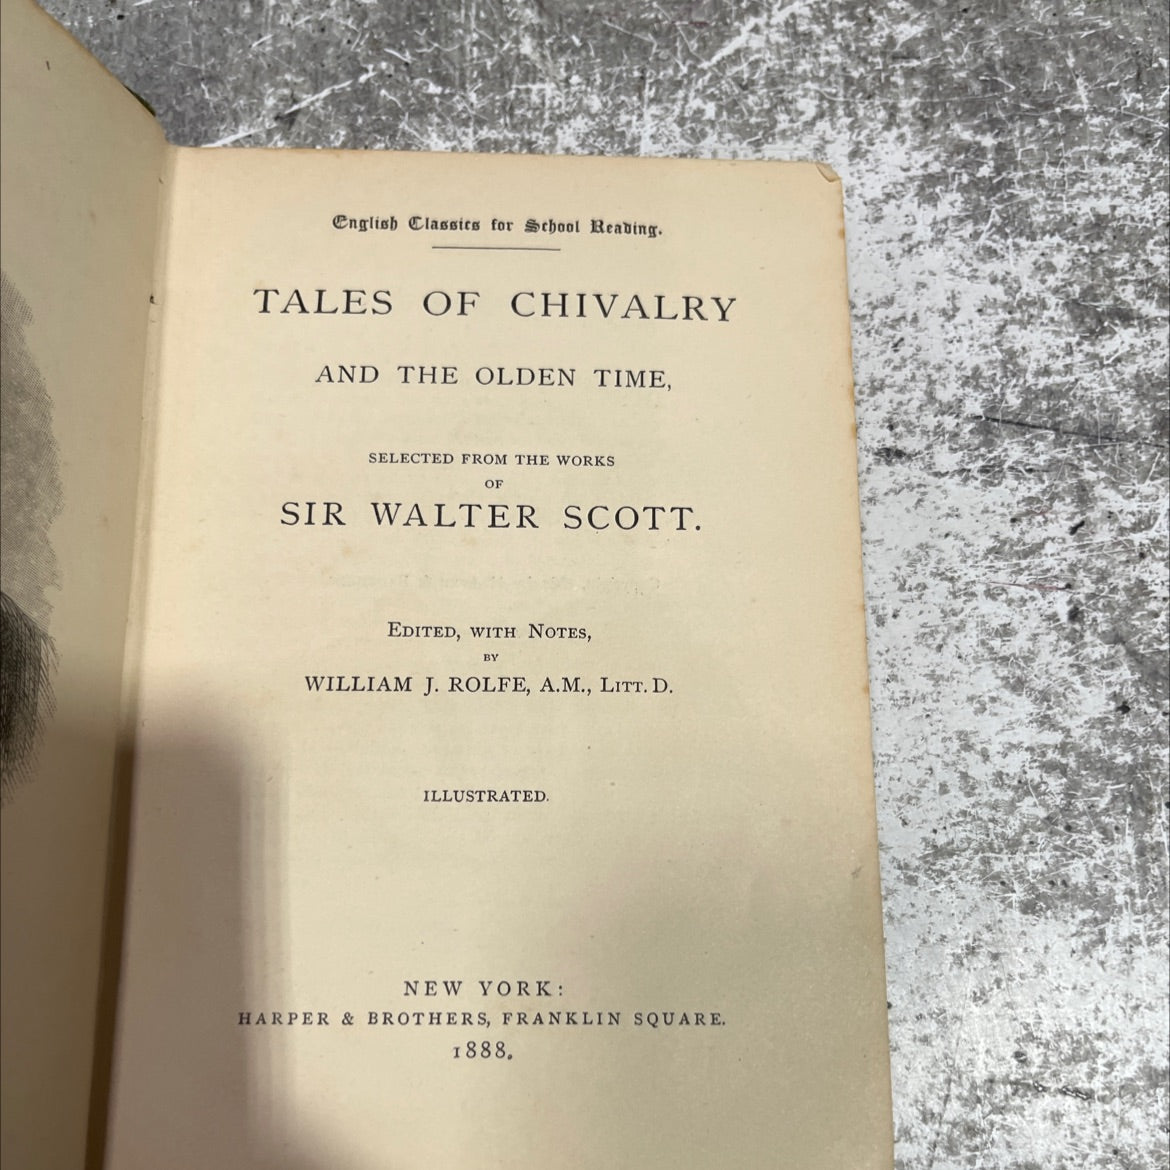 English Classics for School Reading.
TALES OF CHIVALRY
AND THE OLDEN TIME,
SELECTED FROM THE WORKS
OF
SIR WALTER SCOTT.
EDITED, WITH NOTES,
BY
WILLIAM J. ROLFE, A.M., LITT. D.
ILLUSTRATED.
NEW YORK:
HARPER & BROTHERS, FRANKLIN SQUARE.
1888.